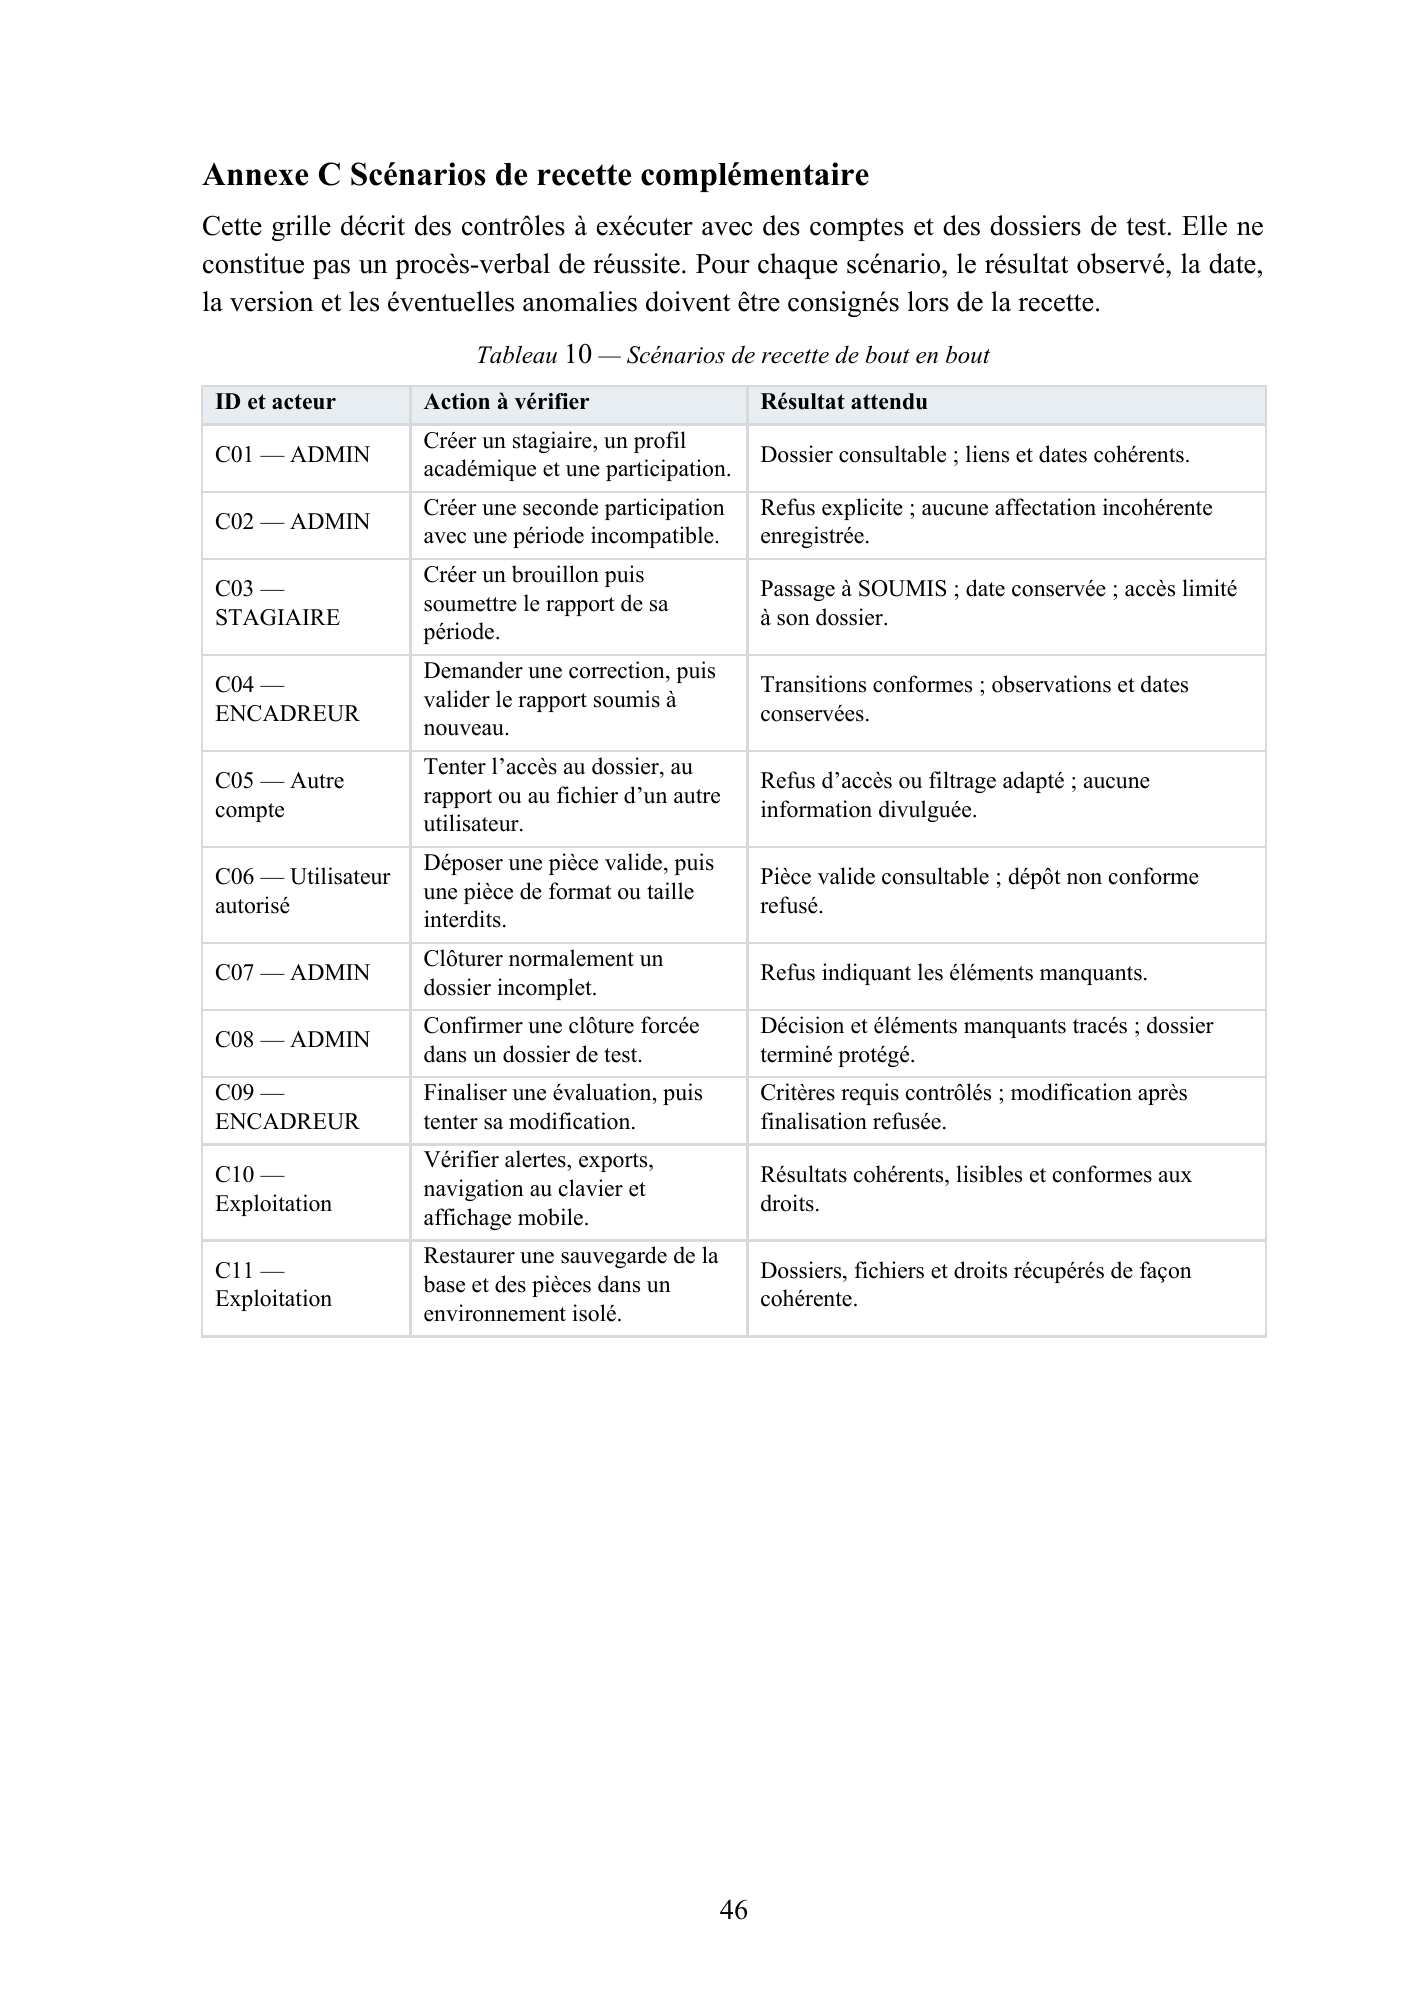 Annexe C Scénarios de recette complémentaire
Cette grille décrit des contrôles à exécuter avec des comptes et des dossiers de test. Elle ne
constitue pas un procès-verbal de réussite. Pour chaque scénario, le résultat observé, la date,
la version et les éventuelles anomalies doivent être consignés lors de la recette.
Tableau 10 — Scénarios de recette de bout en bout
ID et acteur
Action à vérifier
Résultat attendu
C01 — ADMIN
Créer un stagiaire, un profil
académique et une participation.
Dossier consultable ; liens et dates cohérents.
C02 — ADMIN
Créer une seconde participation
avec une période incompatible.
Refus explicite ; aucune affectation incohérente
enregistrée.
C03 —
STAGIAIRE
Créer un brouillon puis
soumettre le rapport de sa
période.
Passage à SOUMIS ; date conservée ; accès limité
à son dossier.
C04 —
ENCADREUR
Demander une correction, puis
valider le rapport soumis à
nouveau.
Transitions conformes ; observations et dates
conservées.
C05 — Autre
compte
Tenter l’accès au dossier, au
rapport ou au fichier d’un autre
utilisateur.
Refus d’accès ou filtrage adapté ; aucune
information divulguée.
C06 — Utilisateur
autorisé
Déposer une pièce valide, puis
une pièce de format ou taille
interdits.
Pièce valide consultable ; dépôt non conforme
refusé.
C07 — ADMIN
Clôturer normalement un
dossier incomplet.
Refus indiquant les éléments manquants.
C08 — ADMIN
Confirmer une clôture forcée
dans un dossier de test.
Décision et éléments manquants tracés ; dossier
terminé protégé.
C09 —
ENCADREUR
Finaliser une évaluation, puis
tenter sa modification.
Critères requis contrôlés ; modification après
finalisation refusée.
C10 —
Exploitation
Vérifier alertes, exports,
navigation au clavier et
affichage mobile.
Résultats cohérents, lisibles et conformes aux
droits.
C11 —
Exploitation
Restaurer une sauvegarde de la
base et des pièces dans un
environnement isolé.
Dossiers, fichiers et droits récupérés de façon
cohérente.
46